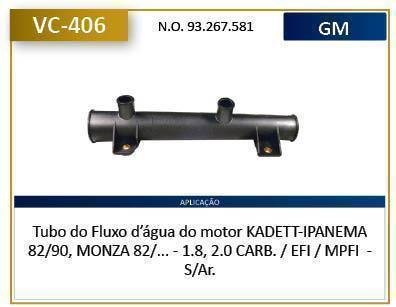 VC-406
N.O. 93.267.581
GM
APLICAÇÃO
Tubo do Fluxo d'água do motor KADETT-IPANEMA
82/90, MONZA 82/... - 1.8, 2.0 CARB. / EFI / MPFI -
S/Ar.